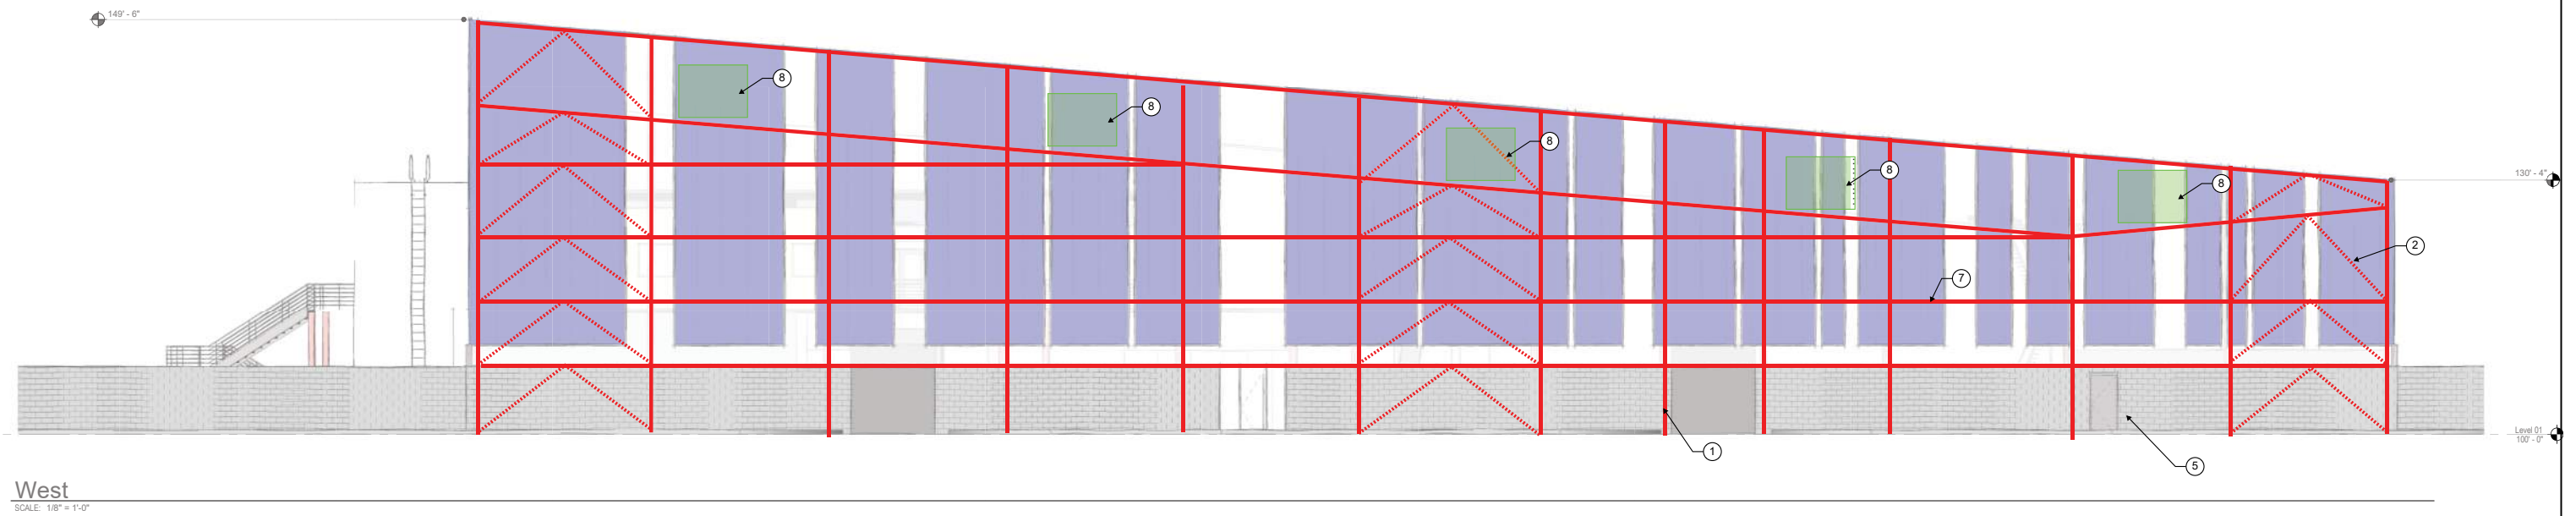 149' - 6"
8
8
8
8
8
130' - 4"
2
7
1
5
Level 01
100' - 0"
West
SCALE: 1/8" = 1'-0"